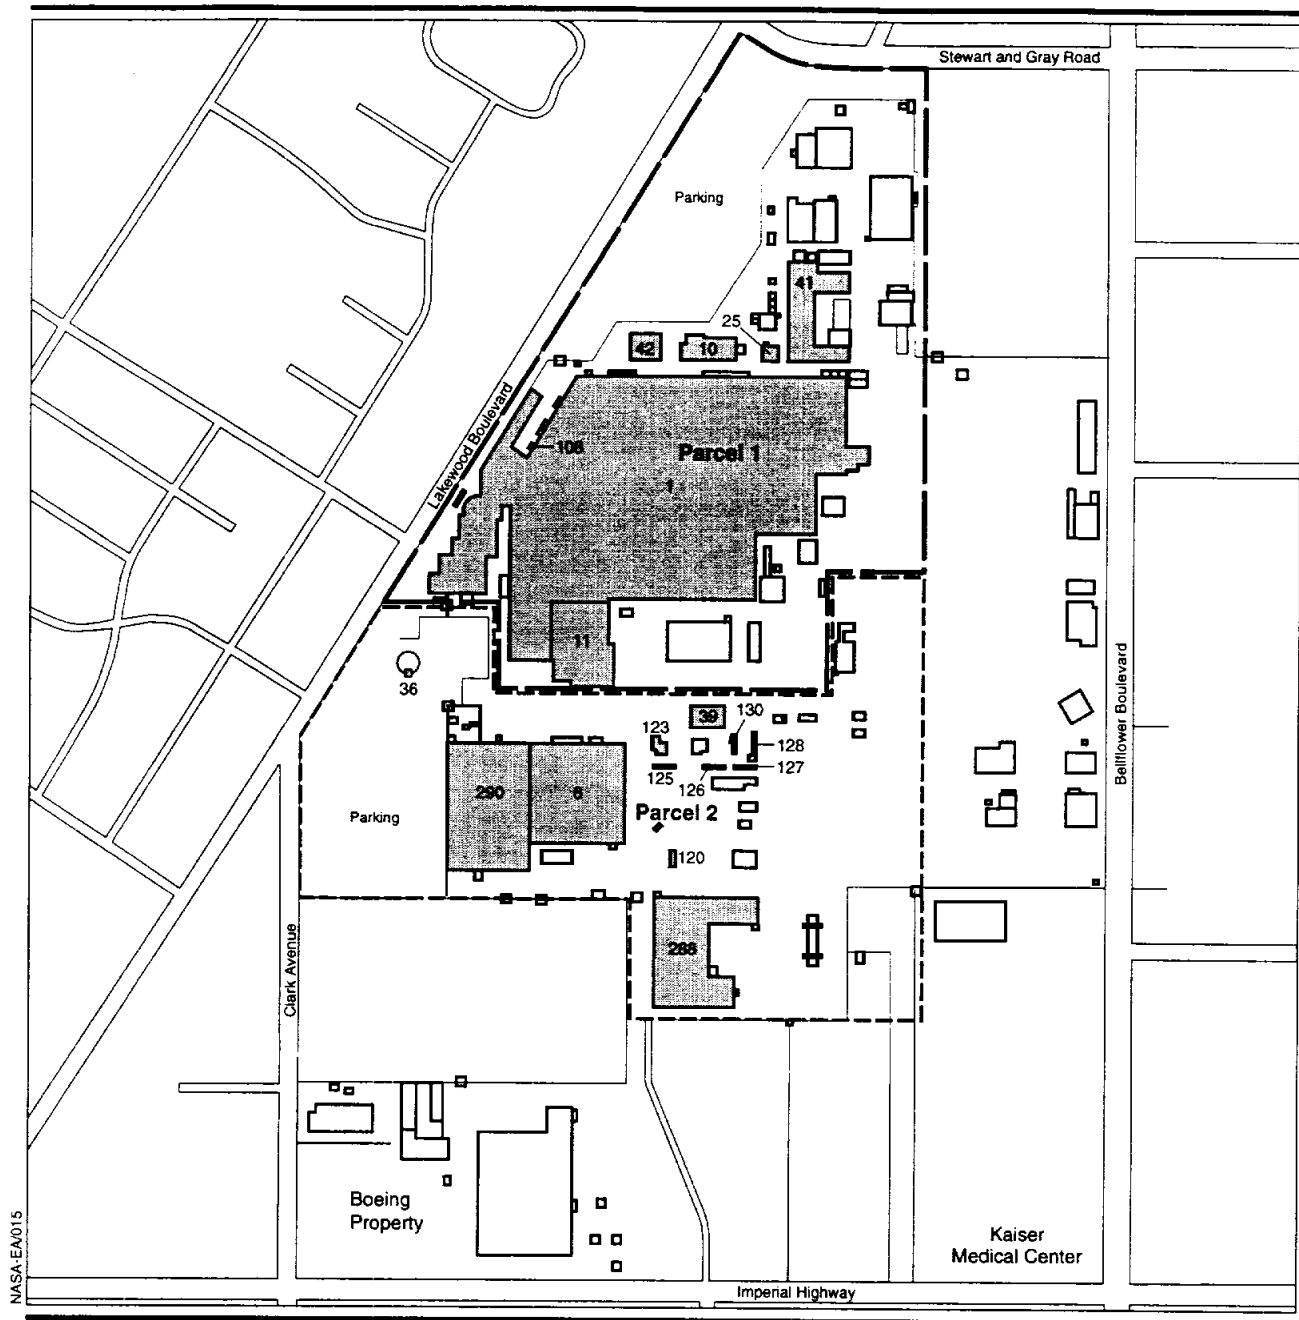 Stewart and Gray Road
Parking
41
25
42
10
Lakewood Boulevard
108
Parcel 1
1
11
36
39
130
123
128
125
126
127
290
6
Parcel 2
Parking
120
Bellflower Boulevard
288
Clark Avenue
Boeing
Property
Kaiser
Medical Center
NASA-EA/015
Imperial Highway